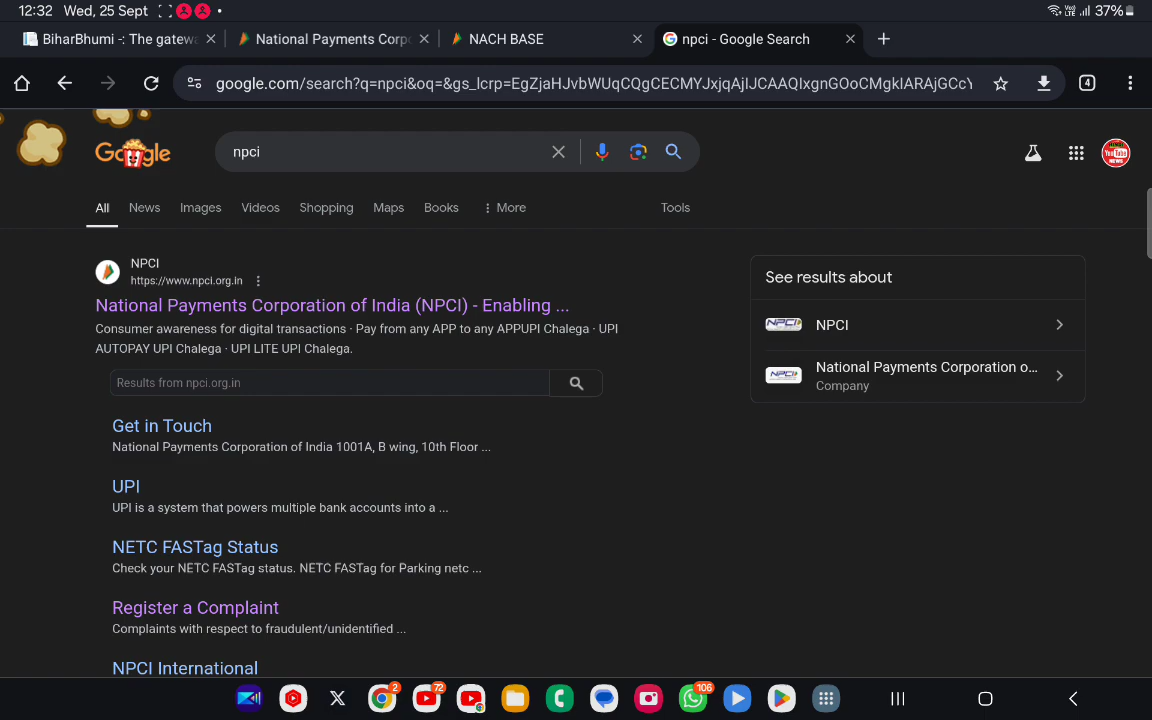 12:32 Wed, 25 Sept 37%
BiharBhumi -: The gatew
National Payments Corp
NACH BASE
npci - Google Search
google.com/search?q=npci&oq=&gs_lcrp=EgZjaHJvbWUqCQgCECMYJxjqAjIJCAAQIxgnGOoCMgkIARAjGCcY
4
Google
npci
All News Images Videos Shopping Maps Books More Tools
NPCI
https://www.npci.org.in
National Payments Corporation of India (NPCI) - Enabling ...
Consumer awareness for digital transactions · Pay from any APP to any APPUPI Chalega · UPI
AUTOPAY UPI Chalega · UPI LITE UPI Chalega.
Results from npci.org.in
Get in Touch
National Payments Corporation of India 1001A, B wing, 10th Floor ...
UPI
UPI is a system that powers multiple bank accounts into a ...
NETC FASTag Status
Check your NETC FASTag status. NETC FASTag for Parking netc ...
Register a Complaint
Complaints with respect to fraudulent/unidentified ...
NPCI International
See results about
NPCI
National Payments Corporation o...
Company
2 72 106